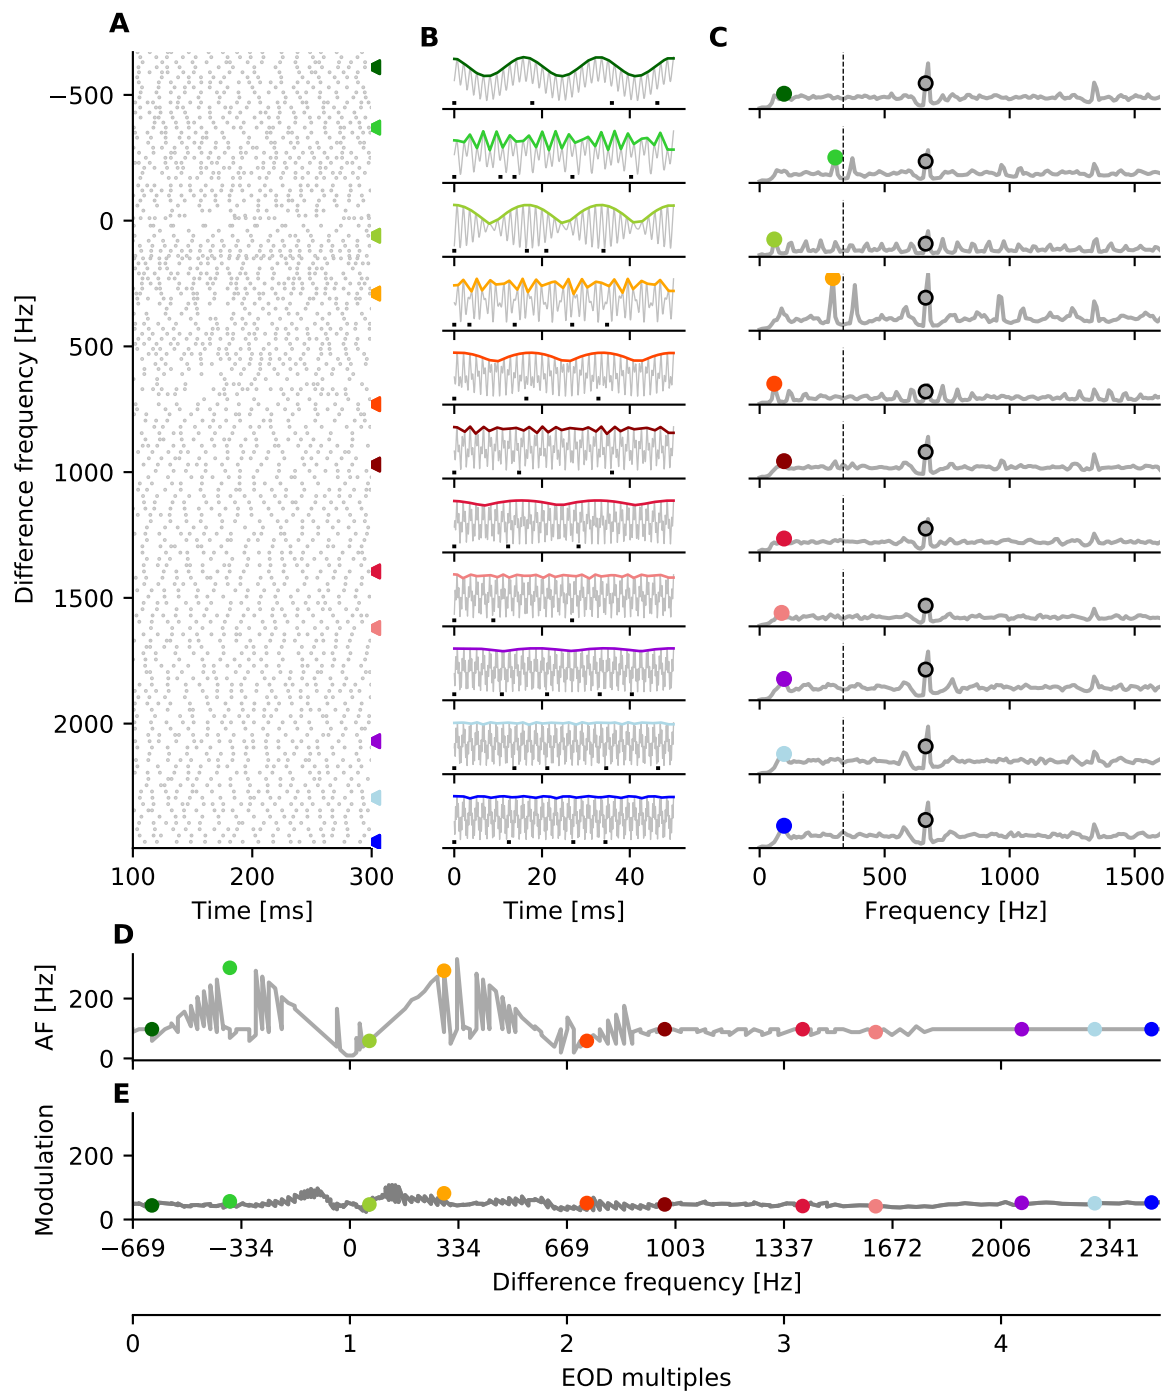 A
B
C
Difference frequency [Hz]
−500
0
500
1000
1500
2000
100
200
300
Time [ms]
0
20
40
Time [ms]
0
500
1000
1500
Frequency [Hz]
D
AF [Hz]
200
0
E
Modulation
200
0
−669
−334
0
334
669
1003
1337
1672
2006
2341
Difference frequency [Hz]
0
1
2
3
4
EOD multiples